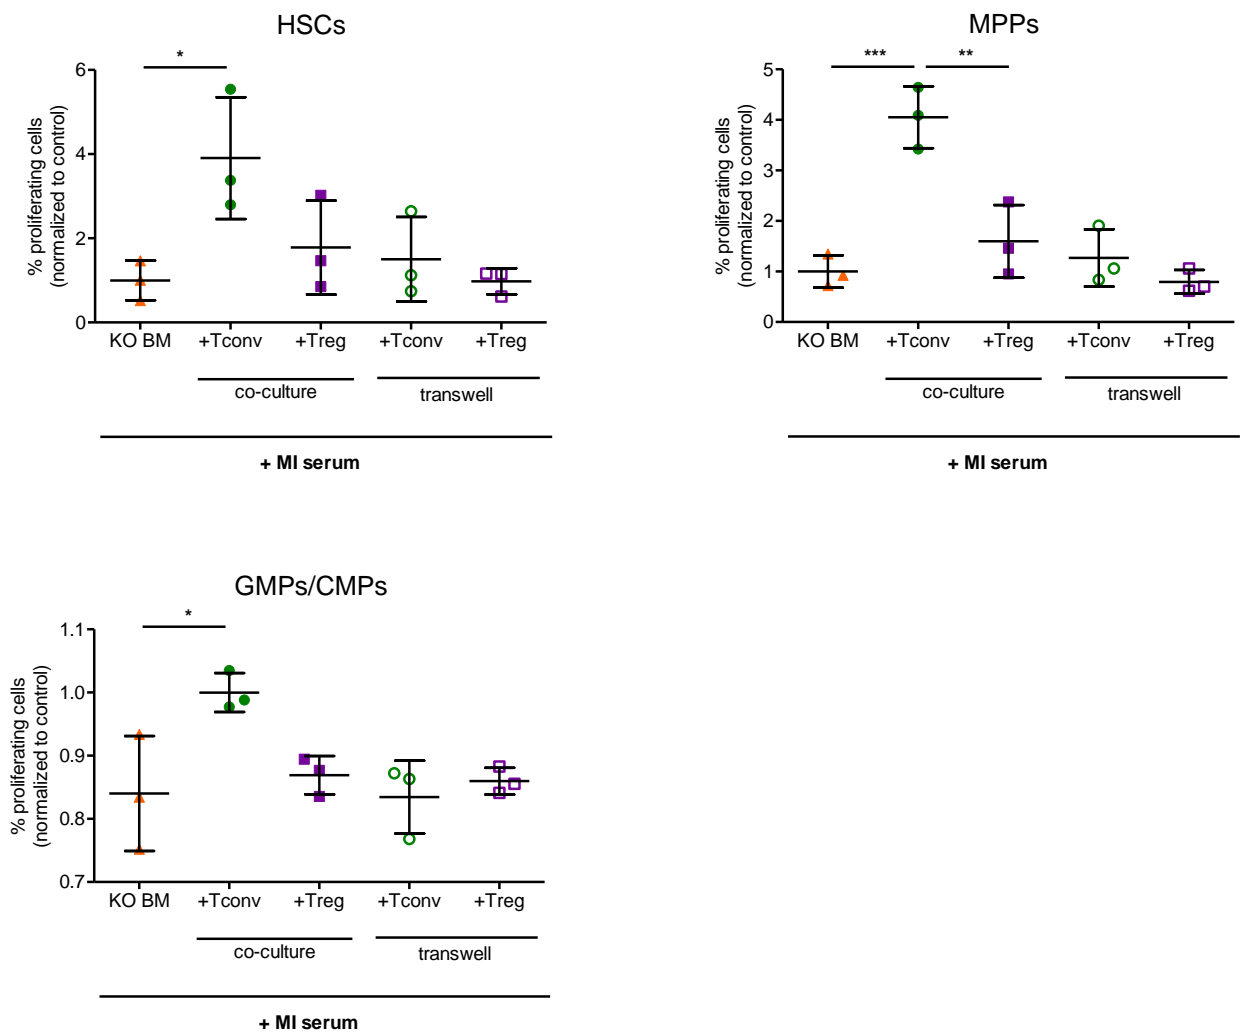 HSCs
*
% proliferating cells
(normalized to control)
6
4
2
0
KO BM
+Tconv
+Treg
+Tconv
+Treg
co-culture
transwell
+ MI serum
MPPs
***
**
% proliferating cells
(normalized to control)
5
4
3
2
1
0
KO BM
+Tconv
+Treg
+Tconv
+Treg
co-culture
transwell
+ MI serum
GMPs/CMPs
*
% proliferating cells
(normalized to control)
1.1
1.0
0.9
0.8
0.7
KO BM
+Tconv
+Treg
+Tconv
+Treg
co-culture
transwell
+ MI serum